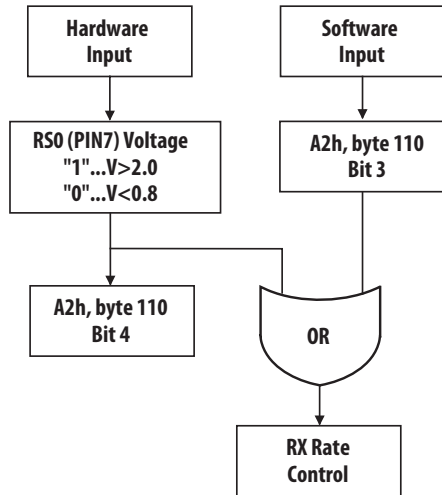 Hardware
Input
Software
Input
RS0 (PIN7) Voltage
"1"...V>2.0
"0"...V<0.8
A2h, byte 110
Bit 3
A2h, byte 110
Bit 4
OR
RX Rate
Control